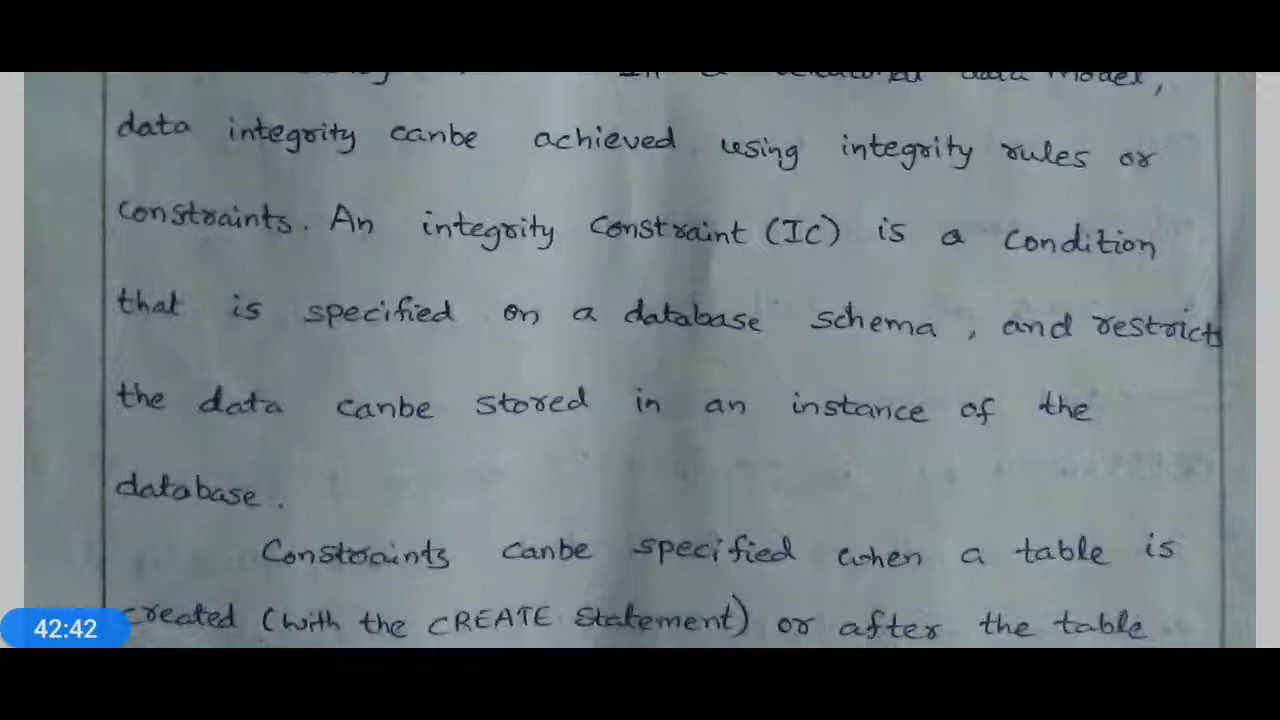 data model,
data integrity canbe achieved using integrity rules or
constraints. An integrity constraint (IC) is a condition
that is specified on a database schema, and restricts
the data canbe stored in an instance of the
database.
Constraints canbe specified when a table is
created (with the CREATE Statement) or after the table
42:42